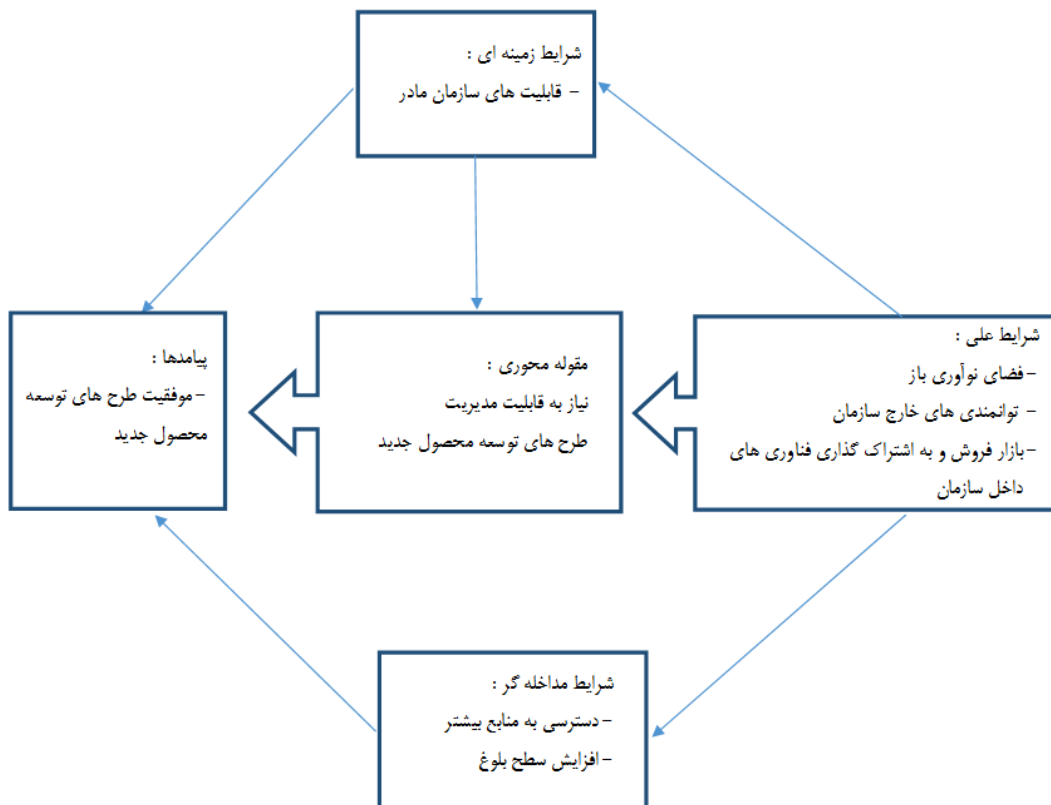 شرایط زمینه ای :
- قابلیت های سازمان مادر
شرایط علی :
-فضای نوآوری باز
- توانمندی های خارج سازمان
-بازار فروش و به اشتراک گذاری فناوری های
داخل سازمان
مقوله محوری :
نیاز به قابلیت مدیریت
طرح های توسعه محصول جدید
پیامدها :
-موفقیت طرح های توسعه
محصول جدید
شرایط مداخله گر :
-دسترسی به منابع بیشتر
-افزایش سطح بلوغ